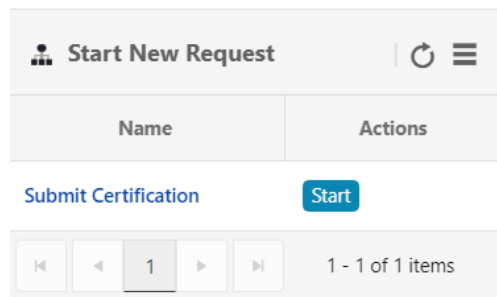 Start New Request
Name Actions
Submit Certification Start
1 1 - 1 of 1 items